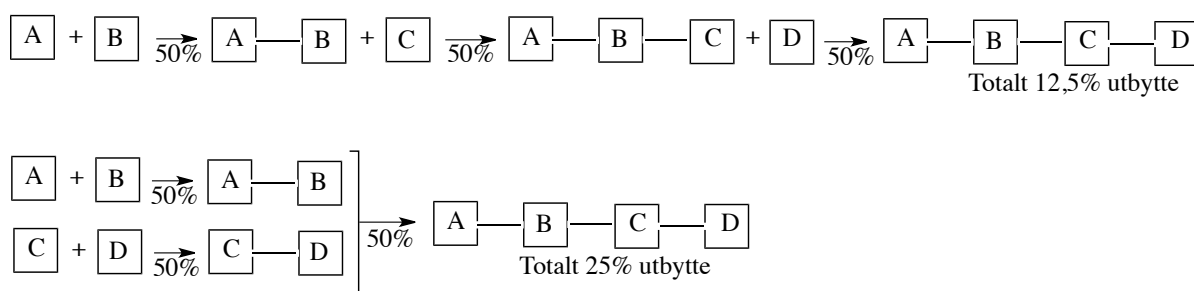 A + B 50% A B + C 50% A B C + D 50% A B C D
Totalt 12,5% utbytte
A + B 50% A B
C + D 50% C D
50% A B C D
Totalt 25% utbytte